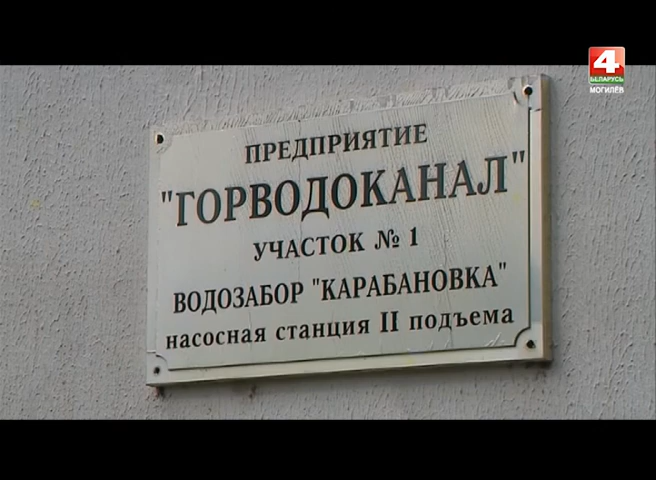 4
БЕЛАРУСЬ
МОГИЛЁВ
ПРЕДПРИЯТИЕ
"ГОРВОДОКАНАЛ"
УЧАСТОК № 1
ВОДОЗАБОР "КАРАБАНОВКА"
насосная станция II подъема